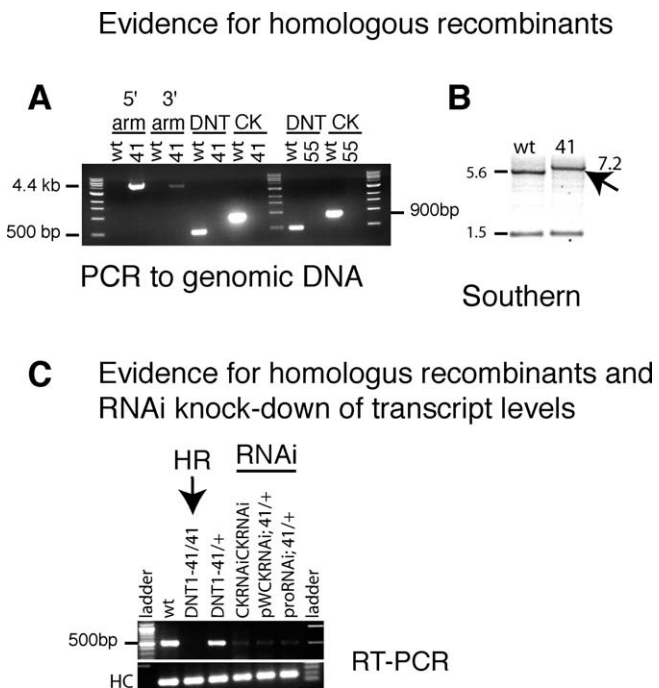 Evidence for homologous recombinants
A
5' 3'
arm arm DNT CK DNT CK
wt 41 wt 41 wt 41 wt 41 wt 55 wt 55
4.4 kb
500 bp
900bp
PCR to genomic DNA
B
wt 41
5.6
7.2
1.5
Southern
C Evidence for homologus recombinants and
RNAi knock-down of transcript levels
HR RNAi
ladder wt DNT1-41/41 DNT1-41/+ CKRNAiCKRNAi pWCKRNAi; 41/+ proRNAi; 41/+ ladder
500bp
HC
RT-PCR